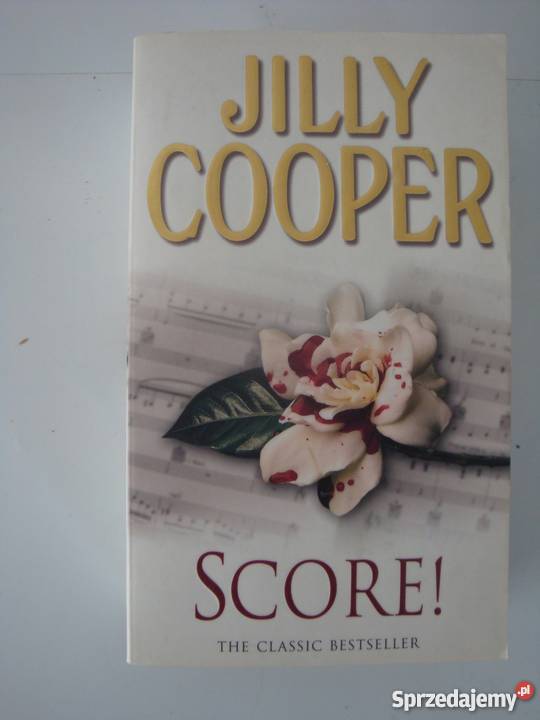 JILLY
COOPER
SCORE!
THE CLASSIC BESTSELLER
Sprzedajemy.pl